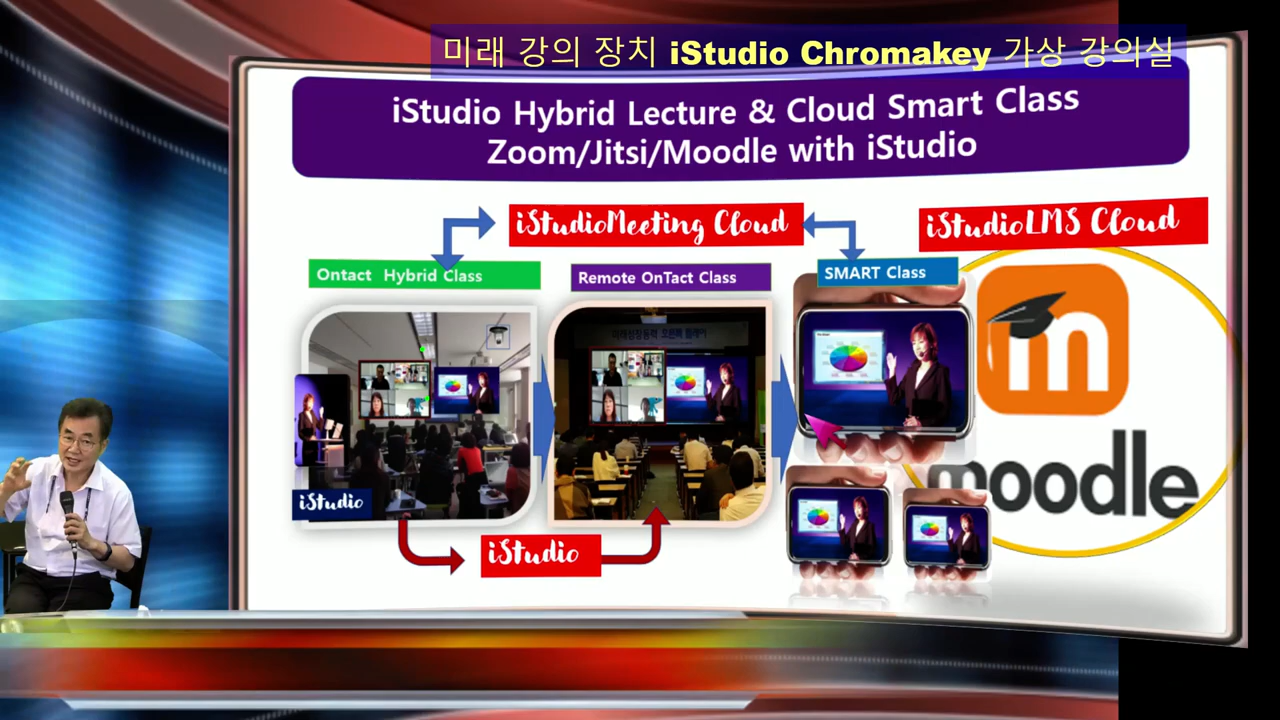 미래 강의 장치 iStudio Chromakey 가상 강의실
iStudio Hybrid Lecture & Cloud Smart Class
Zoom/Jitsi/Moodle with iStudio
iStudioMeeting Cloud
iStudioLMS Cloud
Ontact Hybrid Class
Remote OnTact Class
SMART Class
m
moodle
iStudio
iStudio